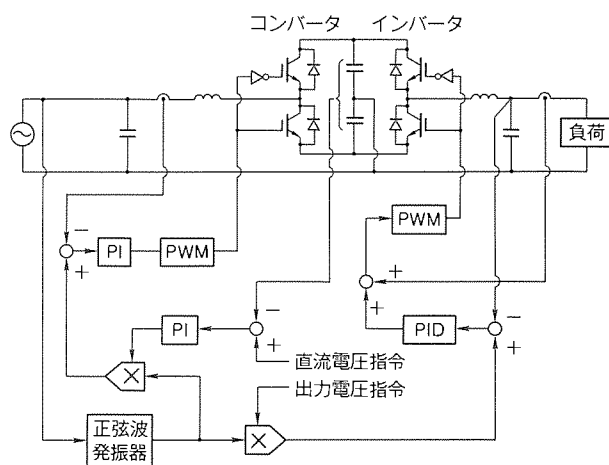 コンバータ
インバータ
負荷
−
+
PI
PWM
PWM
+
+
PI
−
+
PID
−
+
直流電圧指令
出力電圧指令
×
×
正弦波
発振器